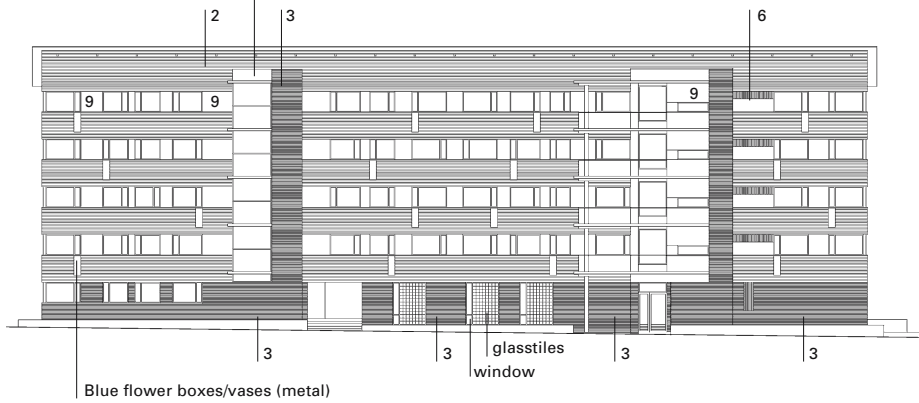 2 3 6
9 9 9
glasstiles
3 3 3 3
window
Blue flower boxes/vases (metal)